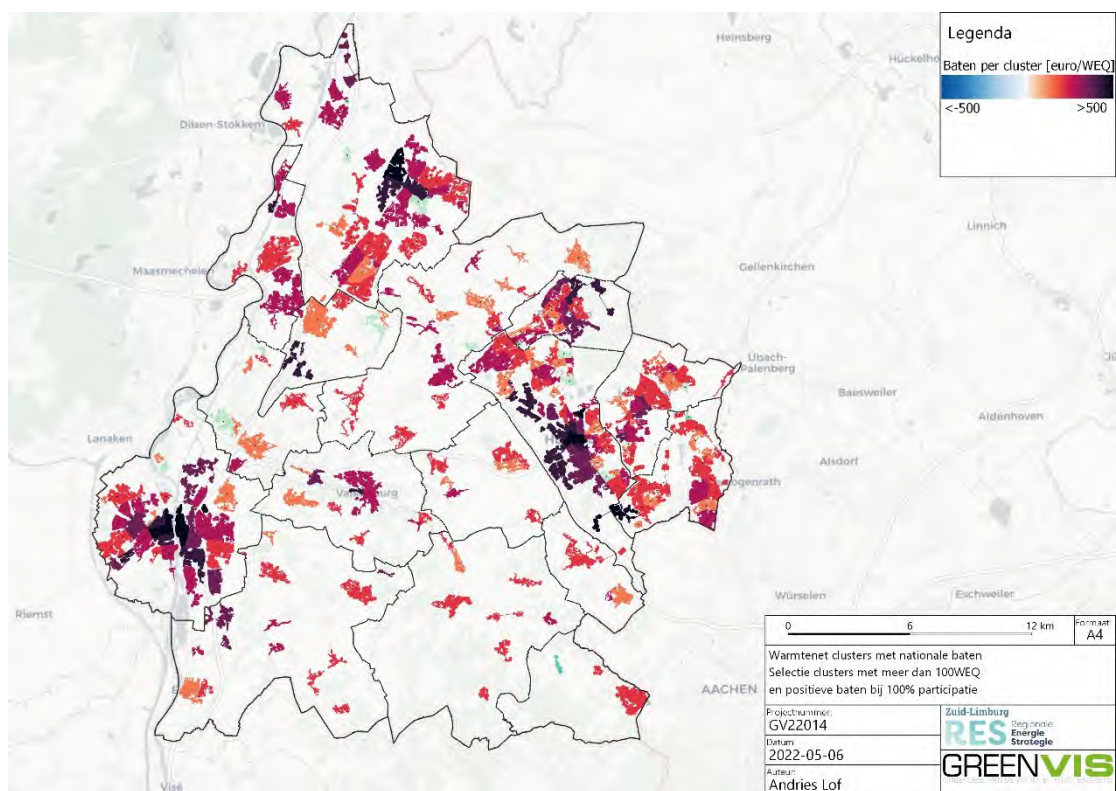 Heinsberg
Hückelho
Dilsen-Stokkem
Linnich
Maasmechelen
Geilenkirchen
Übach-
Palenberg
Baesweiler
Aldenhoven
Lanaken
Alsdorf
ogenrath
Würselen
Eschweiler
Riemst
AACHEN
Visé
Legenda
Baten per cluster [euro/WEQ]
<-500
>500
0
6
12 km
Formaat:
A4
Warmtenet clusters met nationale baten
Selectie clusters met meer dan 100WEQ
en positieve baten bij 100% participatie
Projectnummer:
GV22014
Datum:
2022-05-06
Auteur:
Andries Lof
Zuid-Limburg
RES Regionale
Energie
Strategie
GREENVIS